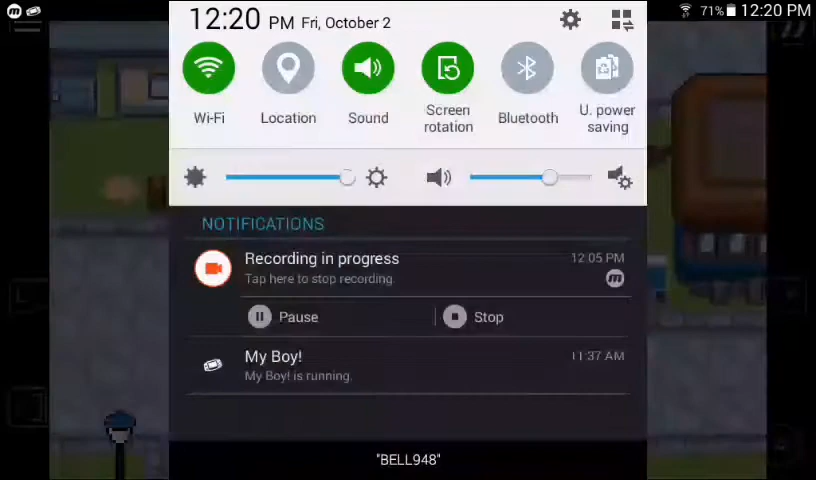 71% 12:20 PM
12:20 PM Fri, October 2
Wi-Fi
Location
Sound
Screen rotation
Bluetooth
U. power saving
NOTIFICATIONS
Recording in progress 12:05 PM
Tap here to stop recording.
Pause Stop
My Boy! 11:37 AM
My Boy! is running.
"BELL948"